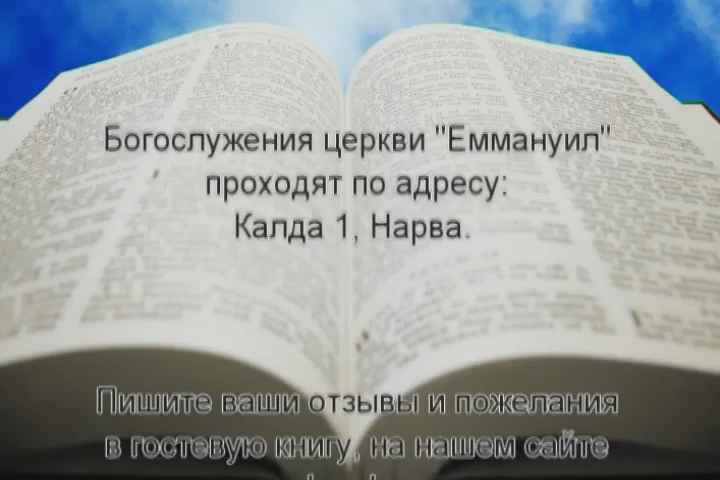 Богослужения церкви "Еммануил"
проходят по адресу:
Калда 1, Нарва.
Пишите ваши отзывы и пожелания
в гостевую книгу, на нашем сайте